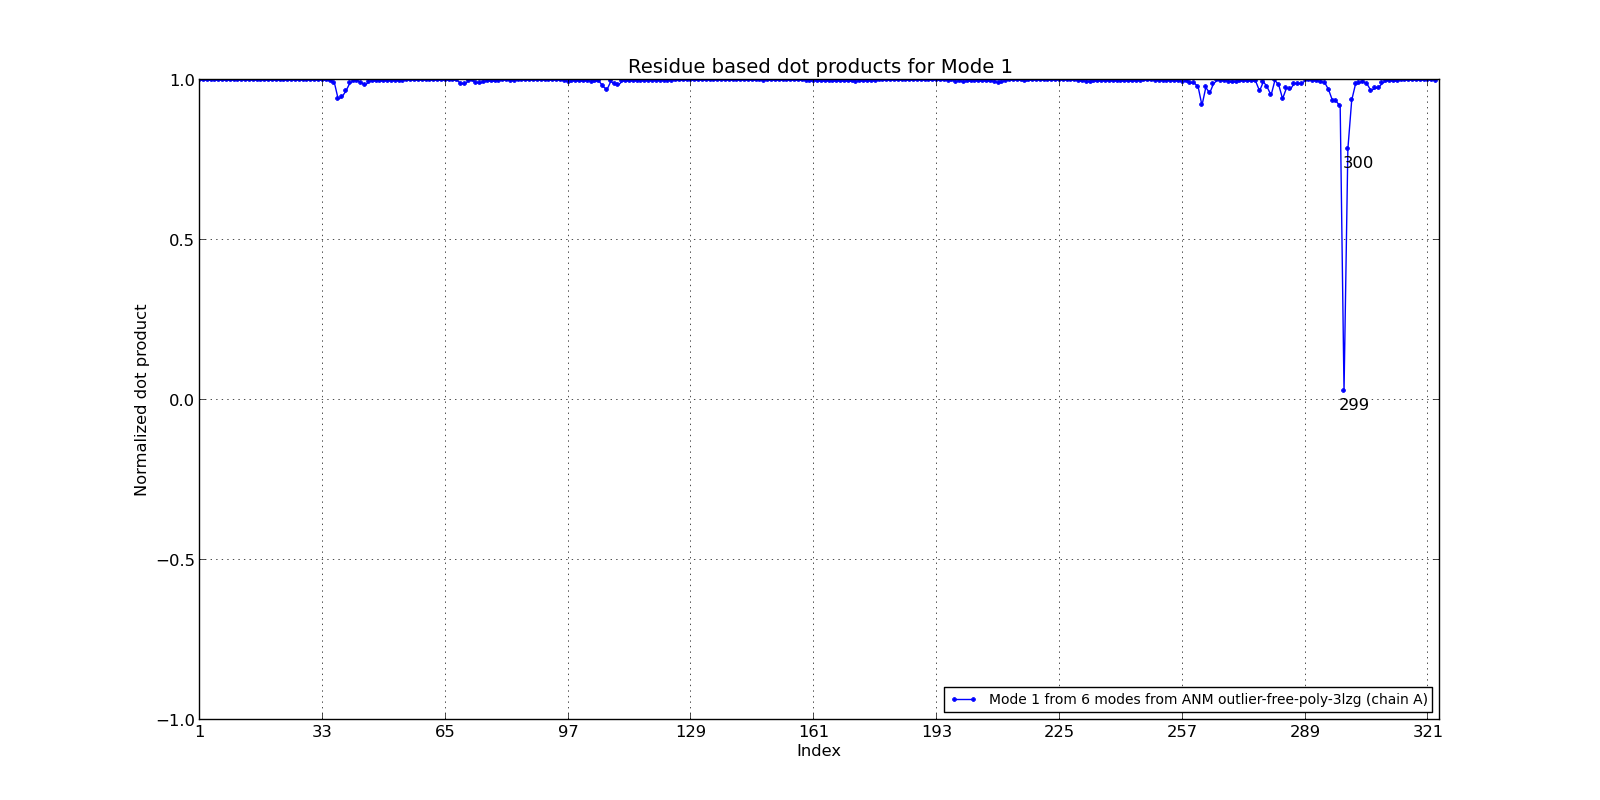 Residue based dot products for Mode 1
1.0
0.5
0.0
−0.5
−1.0
Normalized dot product
300
299
Mode 1 from 6 modes from ANM outlier-free-poly-3lzg (chain A)
1 33 65 97 129 161 193 225 257 289 321
Index